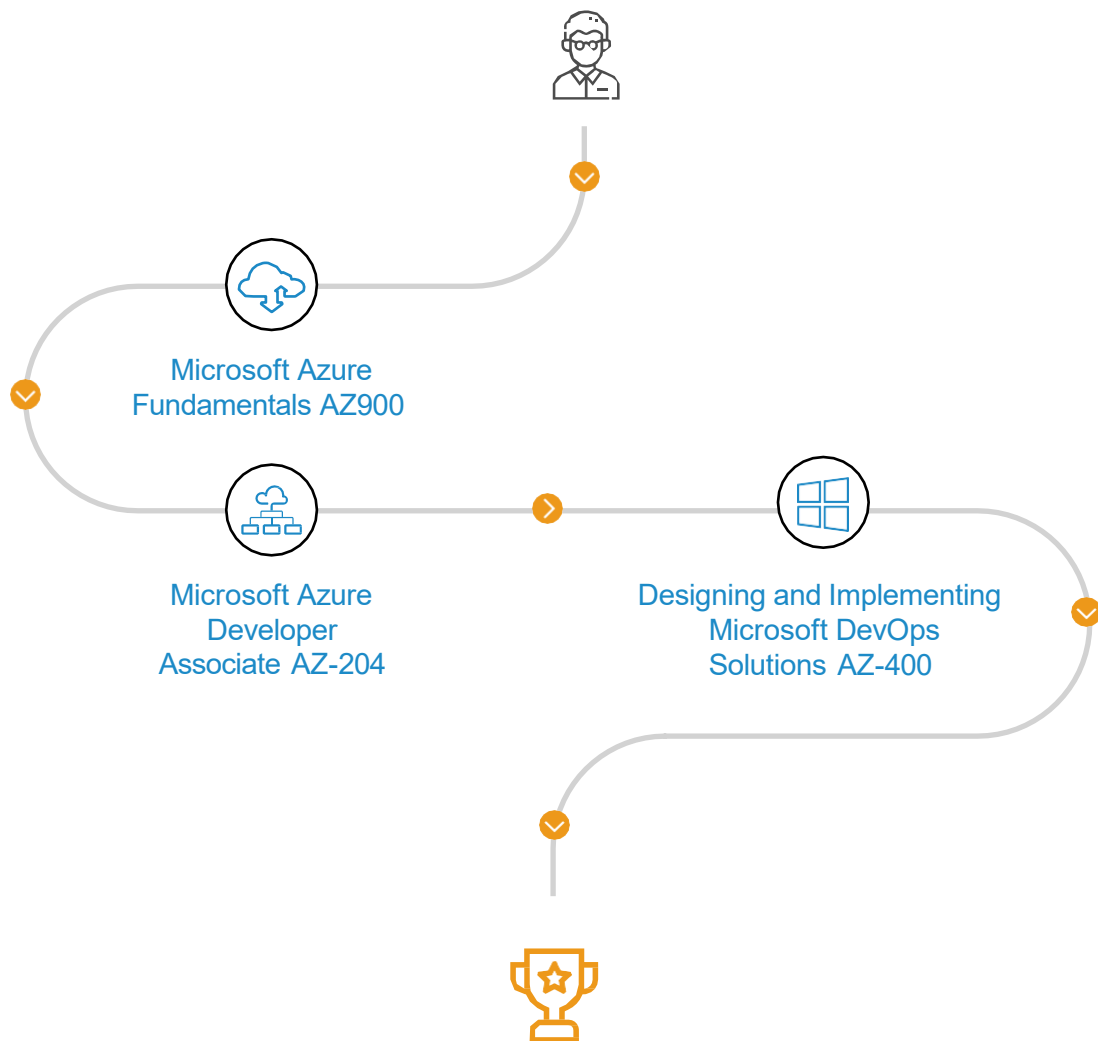 Microsoft Azure
Fundamentals AZ900
Microsoft Azure
Developer
Associate AZ-204
Designing and Implementing
Microsoft DevOps
Solutions AZ-400